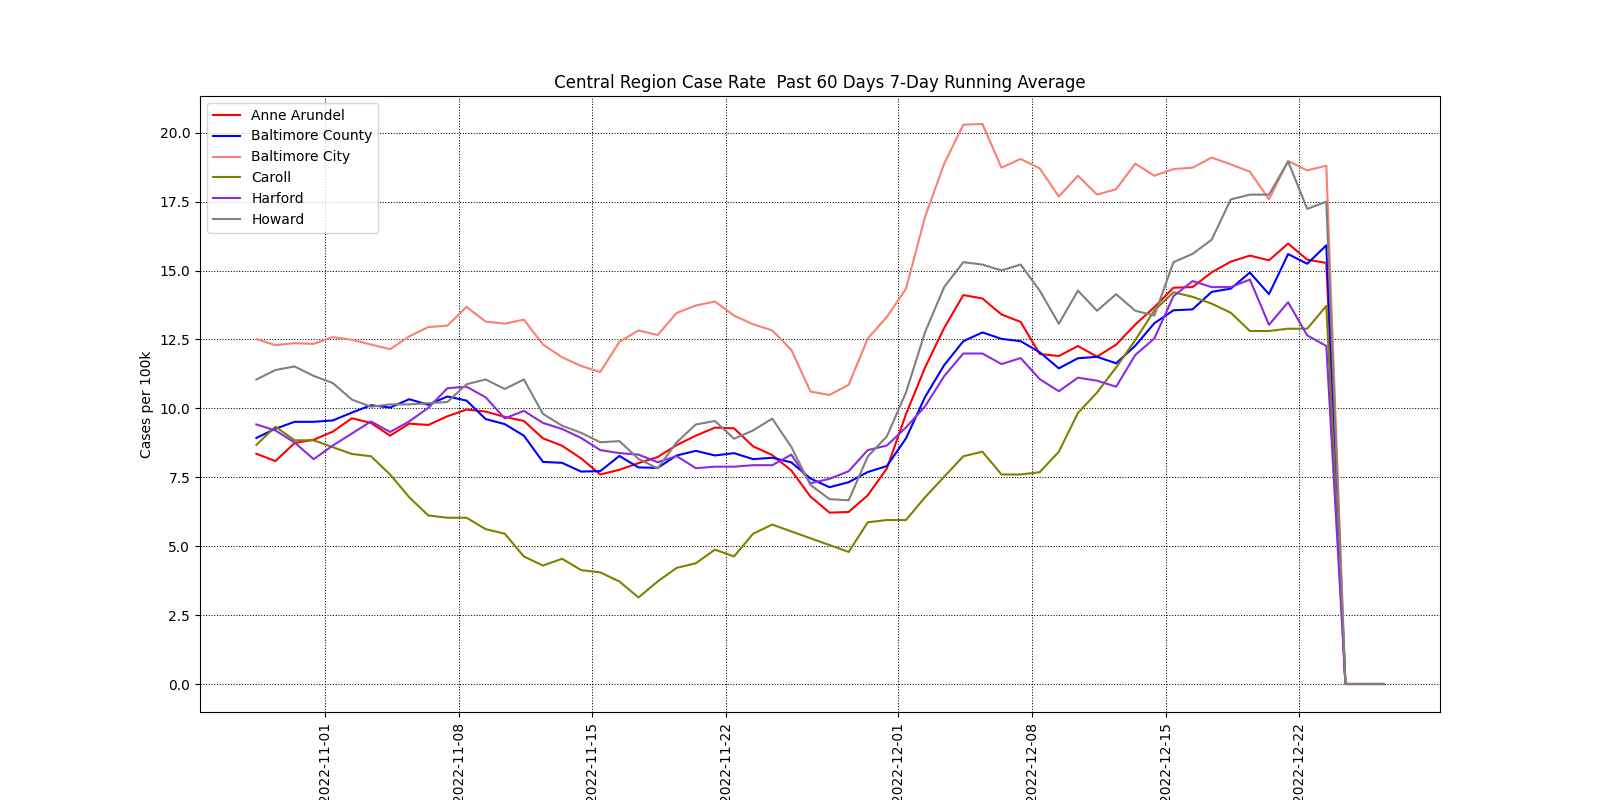 Central Region Case Rate  Past 60 Days 7-Day Running Average
Anne Arundel
Baltimore County
Baltimore City
Caroll
Harford
Howard
Cases per 100k
20.0
17.5
15.0
12.5
10.0
7.5
5.0
2.5
0.0
2022-11-01
2022-11-08
2022-11-15
2022-11-22
2022-12-01
2022-12-08
2022-12-15
2022-12-22